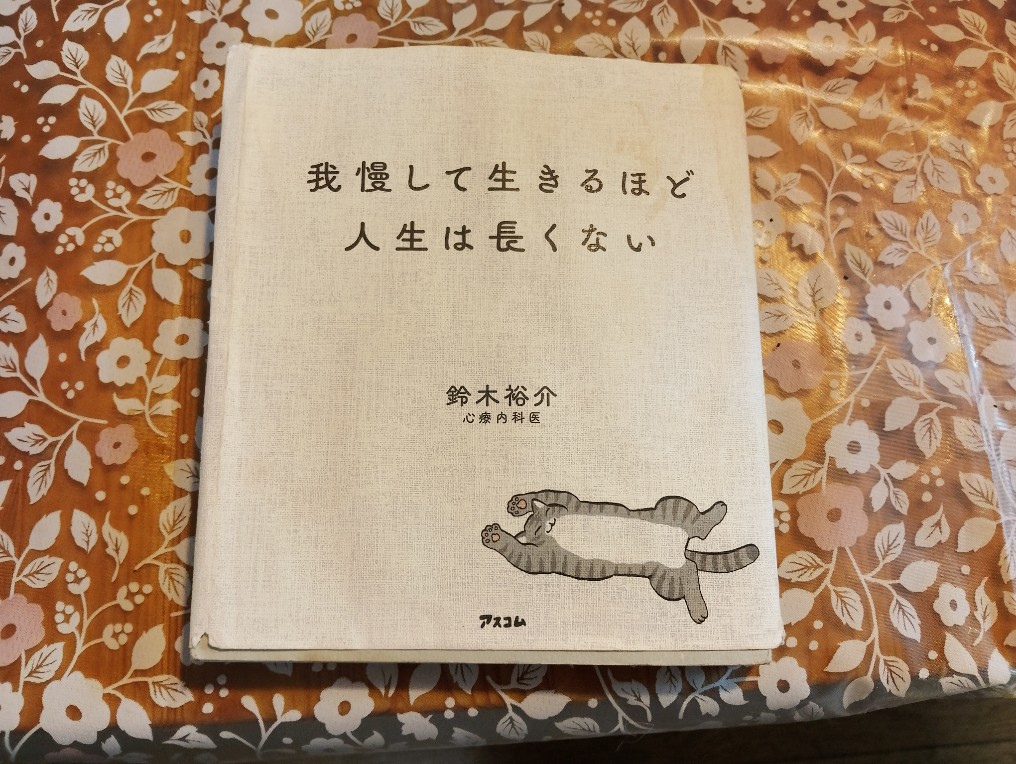 我慢して生きるほど
人生は長くない
鈴木裕介
心療内科医
アスコム